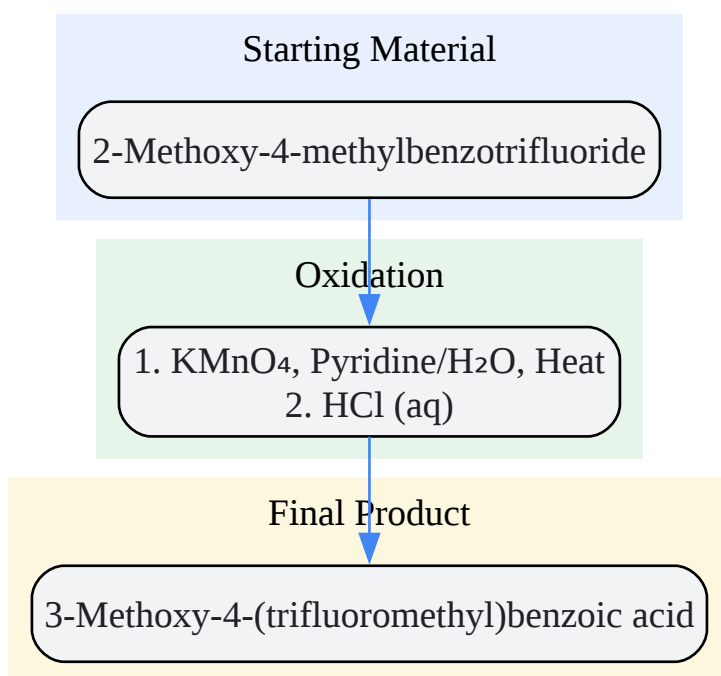 Starting Material
2-Methoxy-4-methylbenzotrifluoride
Oxidation
1. KMnO₄, Pyridine/H₂O, Heat
2. HCl (aq)
Final Product
3-Methoxy-4-(trifluoromethyl)benzoic acid